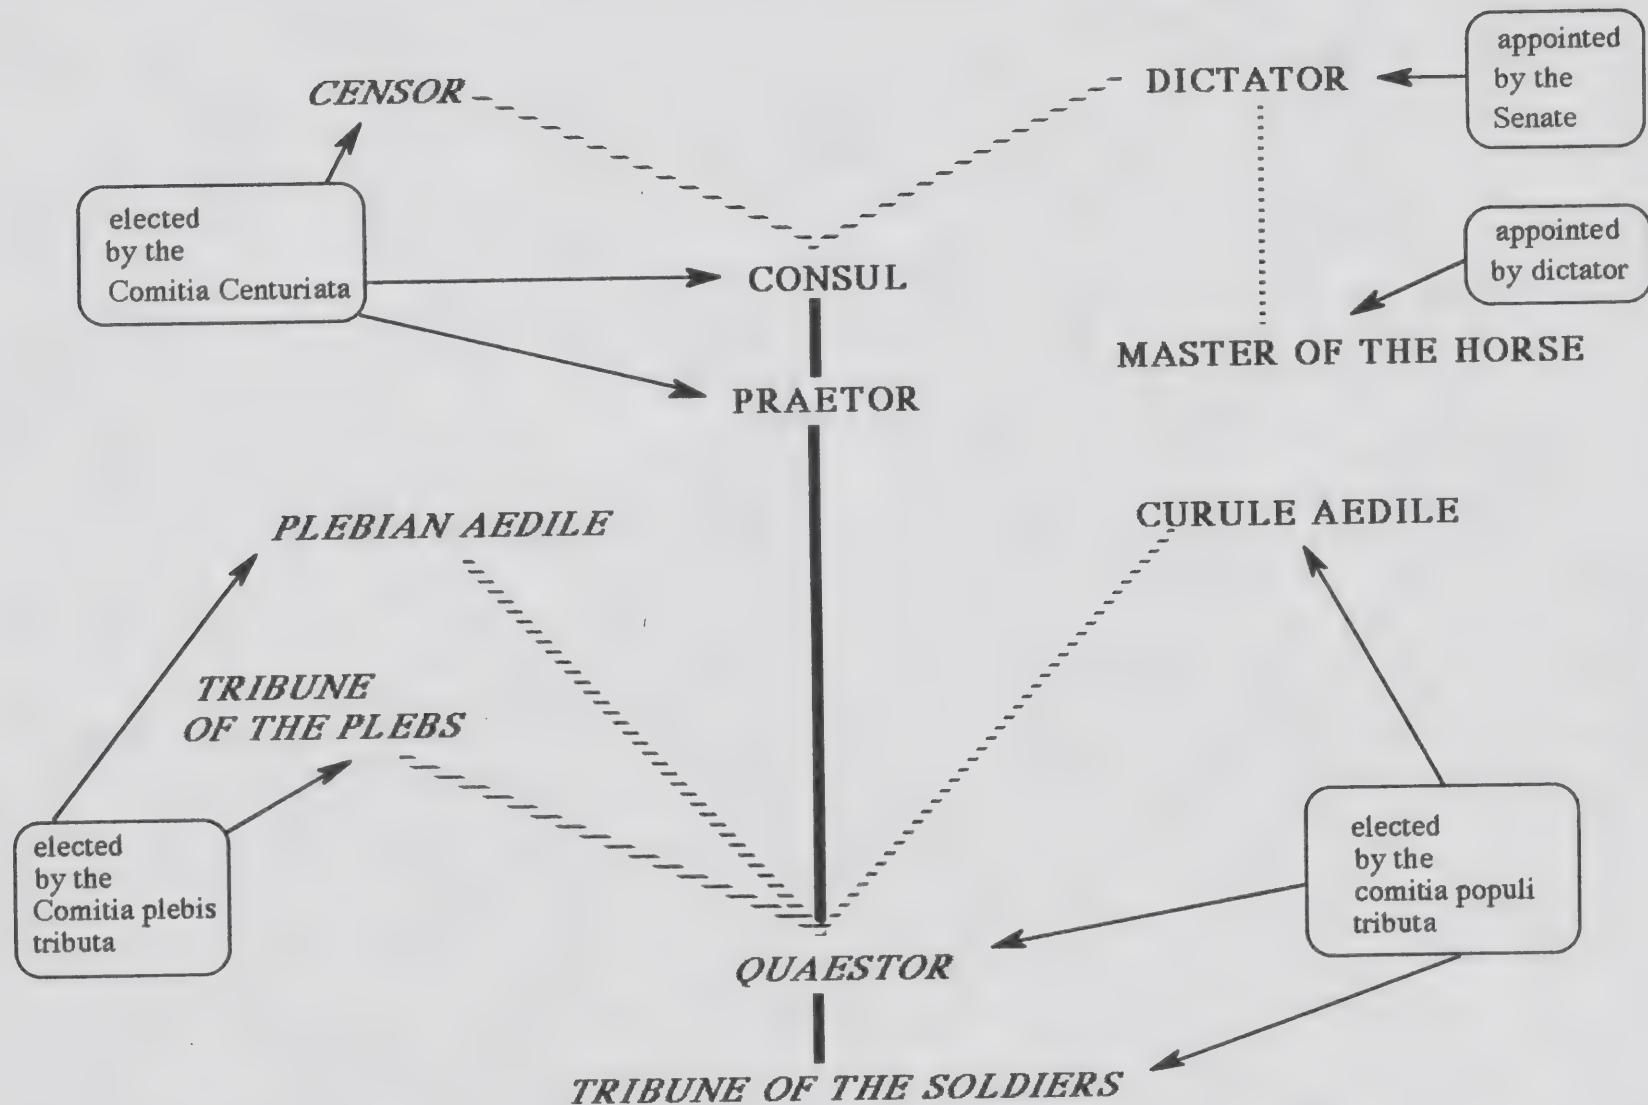 appointed
by the
Senate
CENSOR
DICTATOR
elected
by the
Comitia Centuriata
appointed
by dictator
CONSUL
MASTER OF THE HORSE
PRAETOR
PLEBIAN AEDILE
CURULE AEDILE
TRIBUNE
OF THE PLEBS
elected
by the
Comitia plebis
tributa
elected
by the
comitia populi
tributa
QUAESTOR
TRIBUNE OF THE SOLDIERS